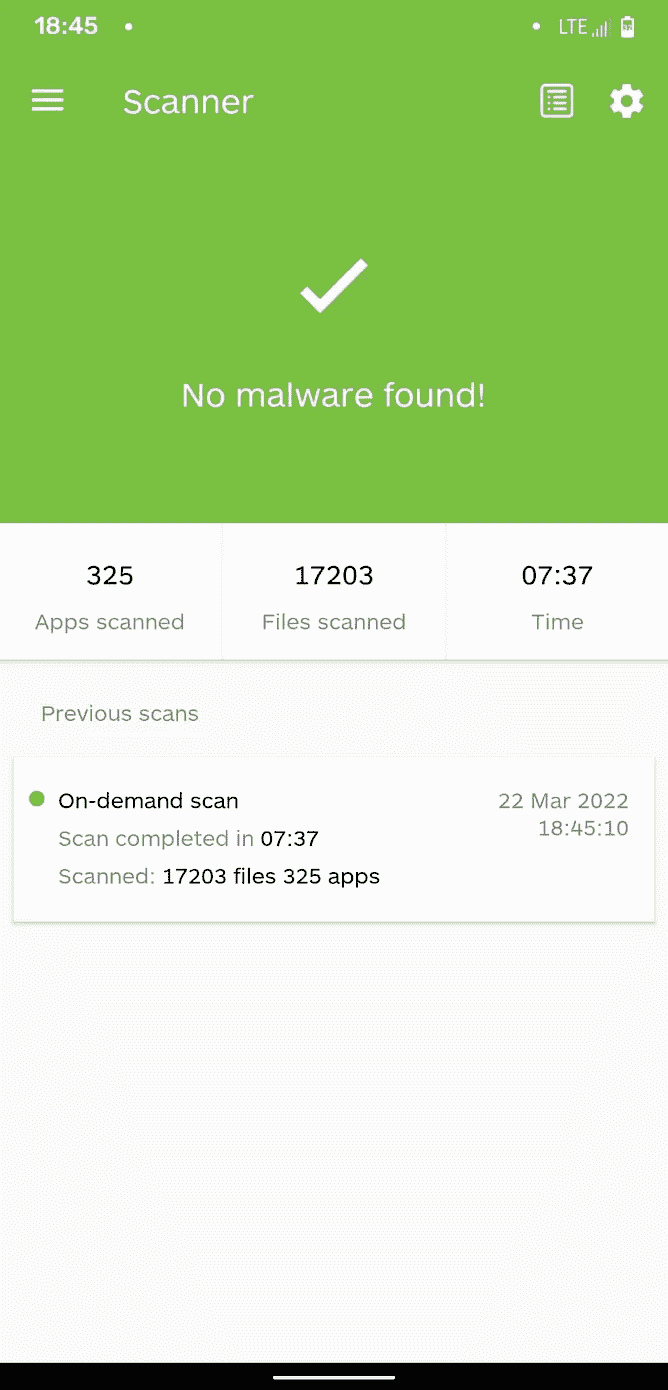 18:45 LTE
Scanner
No malware found!
325 17203 07:37
Apps scanned Files scanned Time
Previous scans
On-demand scan 22 Mar 2022
18:45:10
Scan completed in 07:37
Scanned: 17203 files 325 apps